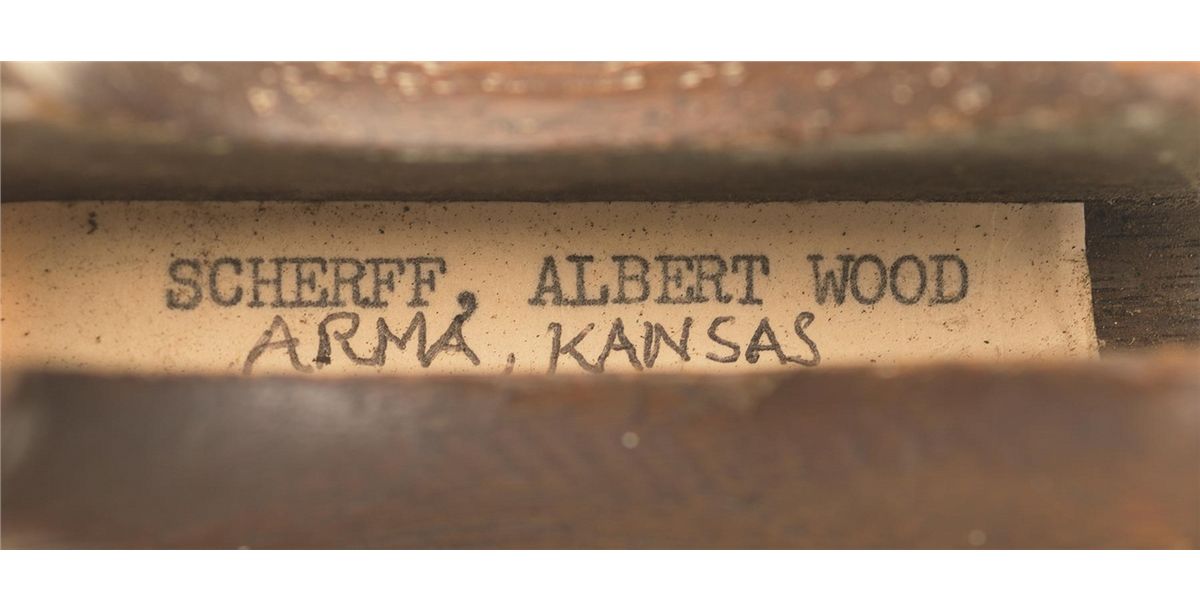 SCHERFF, ALBERT WOOD
ARMA, KANSAS